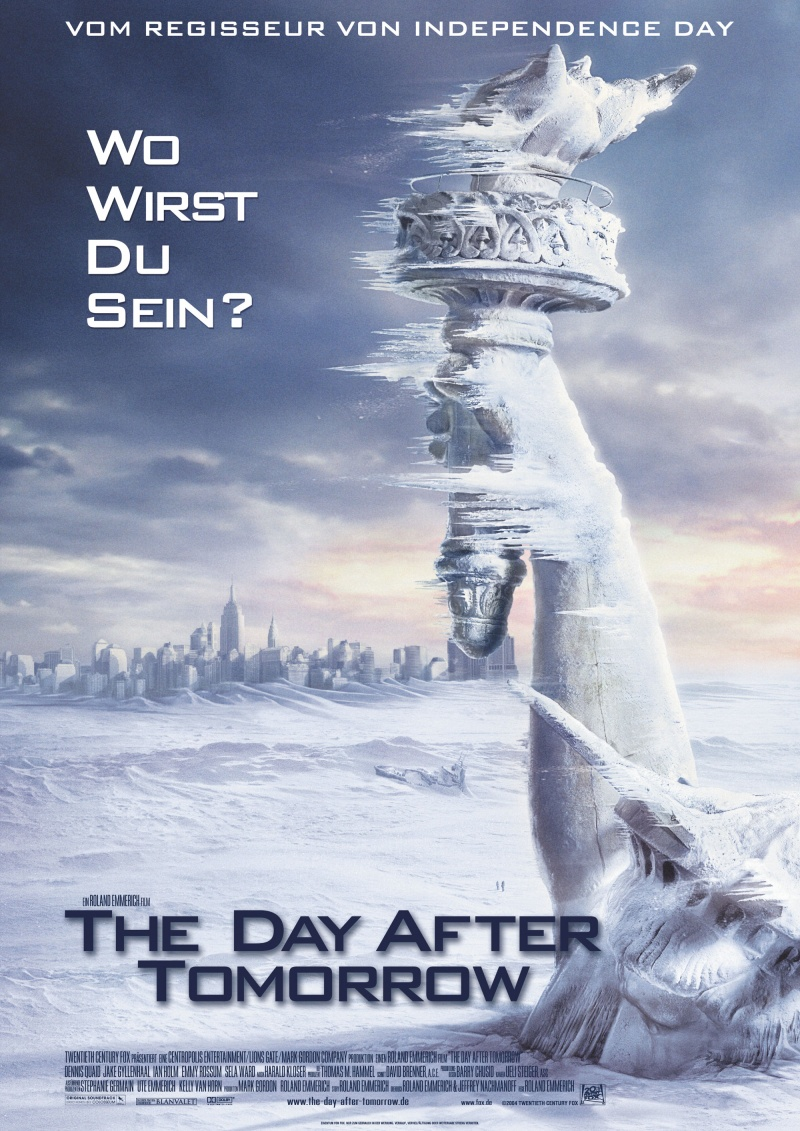 VOM REGISSEUR VON INDEPENDENCE DAY
WO
WIRST
DU
SEIN?
EIN ROLAND EMMERICH FILM
THE DAY AFTER
TOMORROW
TWENTIETH CENTURY FOX PRÄSENTIERT EINE CENTROPOLIS ENTERTAINMENT/LIONS GATE/MARK GORDON COMPANY PRODUKTION EINEN ROLAND EMMERICH FILM "THE DAY AFTER TOMORROW"
DENNIS QUAID JAKE GYLLENHAAL IAN HOLM EMMY ROSSUM SELA WARD HARALD KLOSER THOMAS M. HAMMEL DAVID BRENNER, A.C.E. BARRY CHUSID UELI STEIGER, ASC
STEPHANIE GERMAIN UTE EMMERICH KELLY VAN HORN MARK GORDON ROLAND EMMERICH ROLAND EMMERICH ROLAND EMMERICH & JEFFREY NACHMANOFF ROLAND EMMERICH
ORIGINAL SOUNDTRACK BLANVALET www.the-day-after-tomorrow.de www.fox.de ©2004 TWENTIETH CENTURY FOX